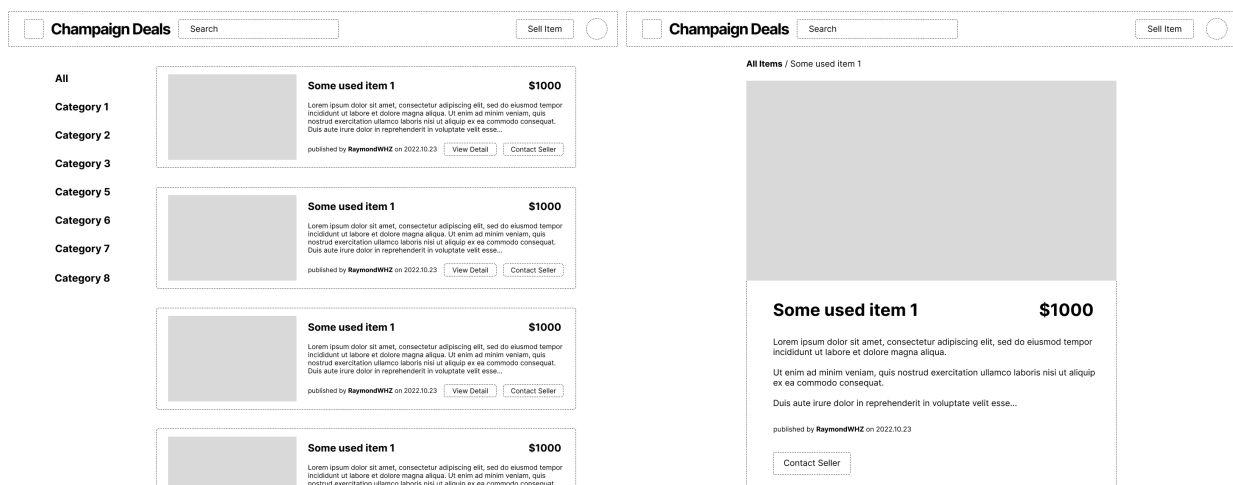 Champaign Deals
Search
Sell Item
All
Category 1
Category 2
Category 3
Category 5
Category 6
Category 7
Category 8
Some used item 1 $1000
Lorem ipsum dolor sit amet, consectetur adipiscing elit, sed do eiusmod tempor
incididunt ut labore et dolore magna aliqua. Ut enim ad minim veniam, quis
nostrud exercitation ullamco laboris nisi ut aliquip ex ea commodo consequat.
Duis aute irure dolor in reprehenderit in voluptate velit esse...
published by RaymondWHZ on 2022.10.23 View Detail Contact Seller
Some used item 1 $1000
Lorem ipsum dolor sit amet, consectetur adipiscing elit, sed do eiusmod tempor
incididunt ut labore et dolore magna aliqua. Ut enim ad minim veniam, quis
nostrud exercitation ullamco laboris nisi ut aliquip ex ea commodo consequat.
Duis aute irure dolor in reprehenderit in voluptate velit esse...
published by RaymondWHZ on 2022.10.23 View Detail Contact Seller
Some used item 1 $1000
Lorem ipsum dolor sit amet, consectetur adipiscing elit, sed do eiusmod tempor
incididunt ut labore et dolore magna aliqua. Ut enim ad minim veniam, quis
nostrud exercitation ullamco laboris nisi ut aliquip ex ea commodo consequat.
Duis aute irure dolor in reprehenderit in voluptate velit esse...
published by RaymondWHZ on 2022.10.23 View Detail Contact Seller
Some used item 1 $1000
Lorem ipsum dolor sit amet, consectetur adipiscing elit, sed do eiusmod tempor
incididunt ut labore et dolore magna aliqua. Ut enim ad minim veniam, quis
nostrud exercitation ullamco laboris nisi ut aliquip ex ea commodo consequat.
Champaign Deals
Search
Sell Item
All Items / Some used item 1
Some used item 1 $1000
Lorem ipsum dolor sit amet, consectetur adipiscing elit, sed do eiusmod tempor
incididunt ut labore et dolore magna aliqua.
Ut enim ad minim veniam, quis nostrud exercitation ullamco laboris nisi ut aliquip
ex ea commodo consequat.
Duis aute irure dolor in reprehenderit in voluptate velit esse...
published by RaymondWHZ on 2022.10.23
Contact Seller